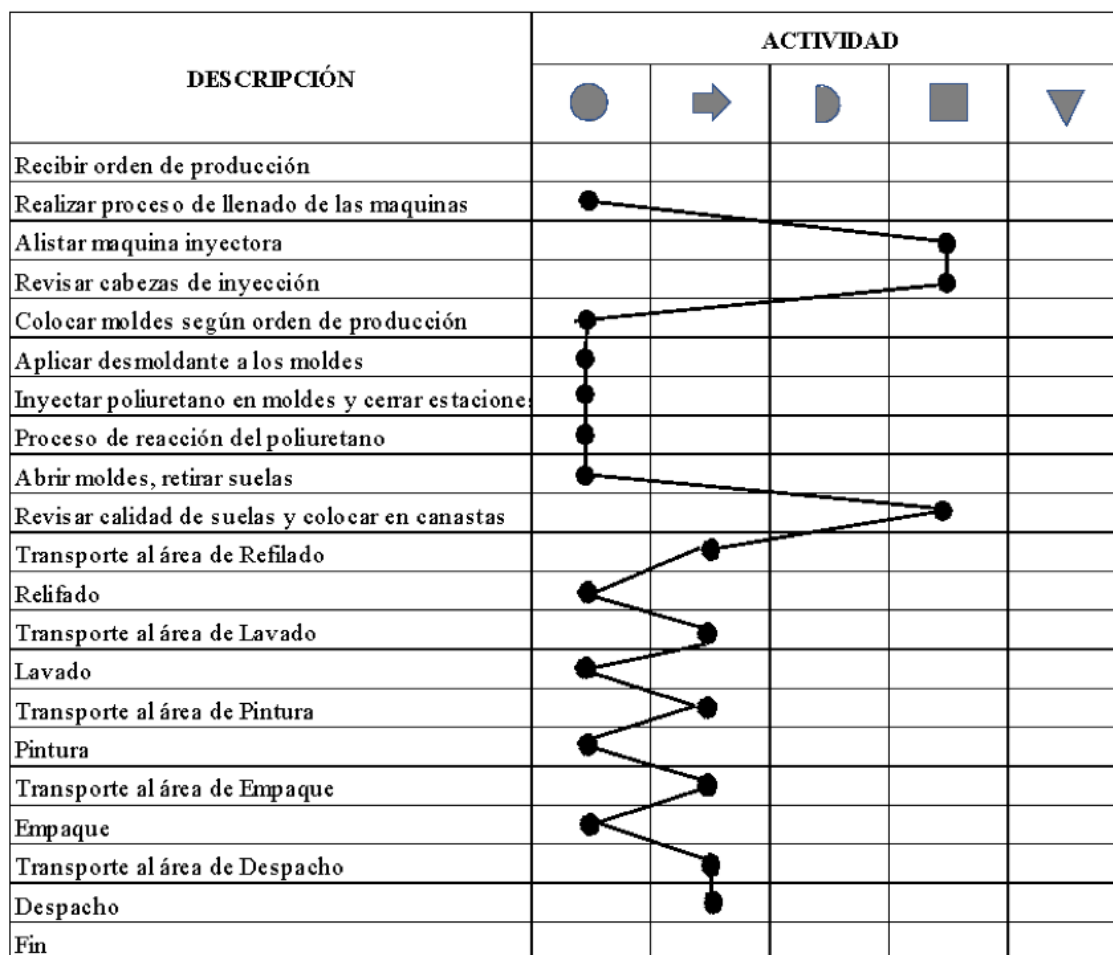 DESCRIPCIÓN
ACTIVIDAD
Recibir orden de producción
Realizar proceso de llenado de las maquinas
Alistar maquina inyectora
Revisar cabezas de inyección
Colocar moldes según orden de producción
Aplicar desmoldante a los moldes
Inyectar poliuretano en moldes y cerrar estaciones
Proceso de reacción del poliuretano
Abrir moldes, retirar suelas
Revisar calidad de suelas y colocar en canastas
Transporte al área de Refilado
Relifado
Transporte al área de Lavado
Lavado
Transporte al área de Pintura
Pintura
Transporte al área de Empaque
Empaque
Transporte al área de Despacho
Despacho
Fin